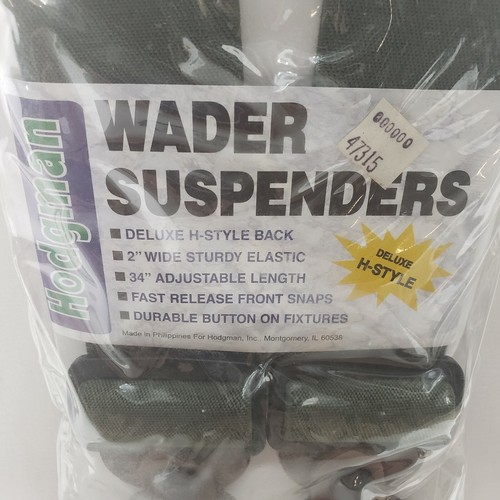 Hodgman
WADER
SUSPENDERS
000000
47315
■ DELUXE H-STYLE BACK
■ 2" WIDE STURDY ELASTIC
■ 34" ADJUSTABLE LENGTH
■ FAST RELEASE FRONT SNAPS
■ DURABLE BUTTON ON FIXTURES
DELUXE
H-STYLE
Made in Philippines For Hodgman, Inc. Montgomery, IL 60538